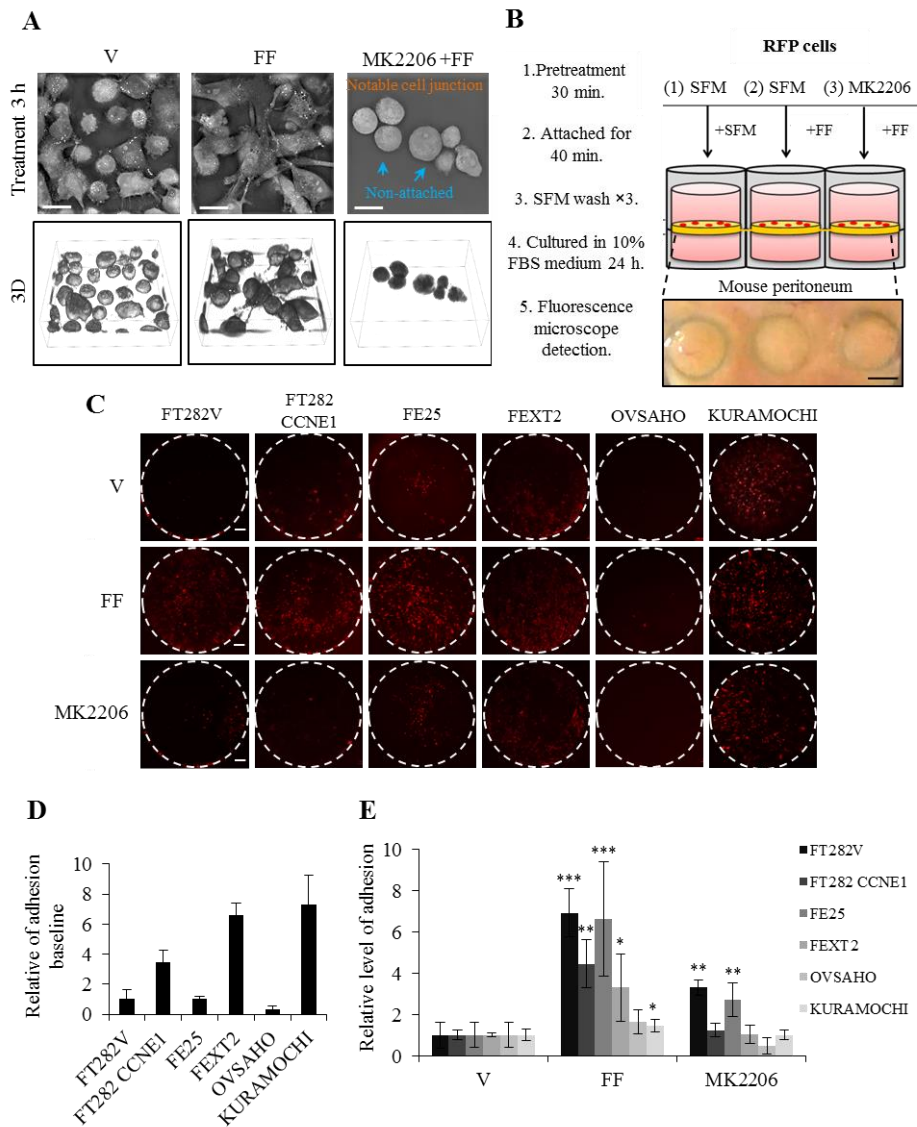 A
V
FF
MK2206 +FF
Treatment 3 h
Notable cell junction
Non-attached
3D
B
RFP cells
1.Pretreatment
30 min.
2. Attached for
40 min.
3. SFM wash ×3.
4. Cultured in 10%
FBS medium 24 h.
5. Fluorescence
microscope
detection.
(1) SFM
(2) SFM
(3) MK2206
+SFM
+FF
+FF
Mouse peritoneum
C
FT282V
FT282
CCNE1
FE25
FEXT2
OVSAHO
KURAMOCHI
V
FF
MK2206
D
Relative of adhesion
baseline
10
8
6
4
2
0
FT282V
FT282 CCNE1
FE25
FEXT2
OVSAHO
KURAMOCHI
E
Relative level of adhesion
10
8
6
4
2
0
***
**
***
*
*
**
**
V
FF
MK2206
FT282V
FT282 CCNE1
FE25
FEXT2
OVSAHO
KURAMOCHI